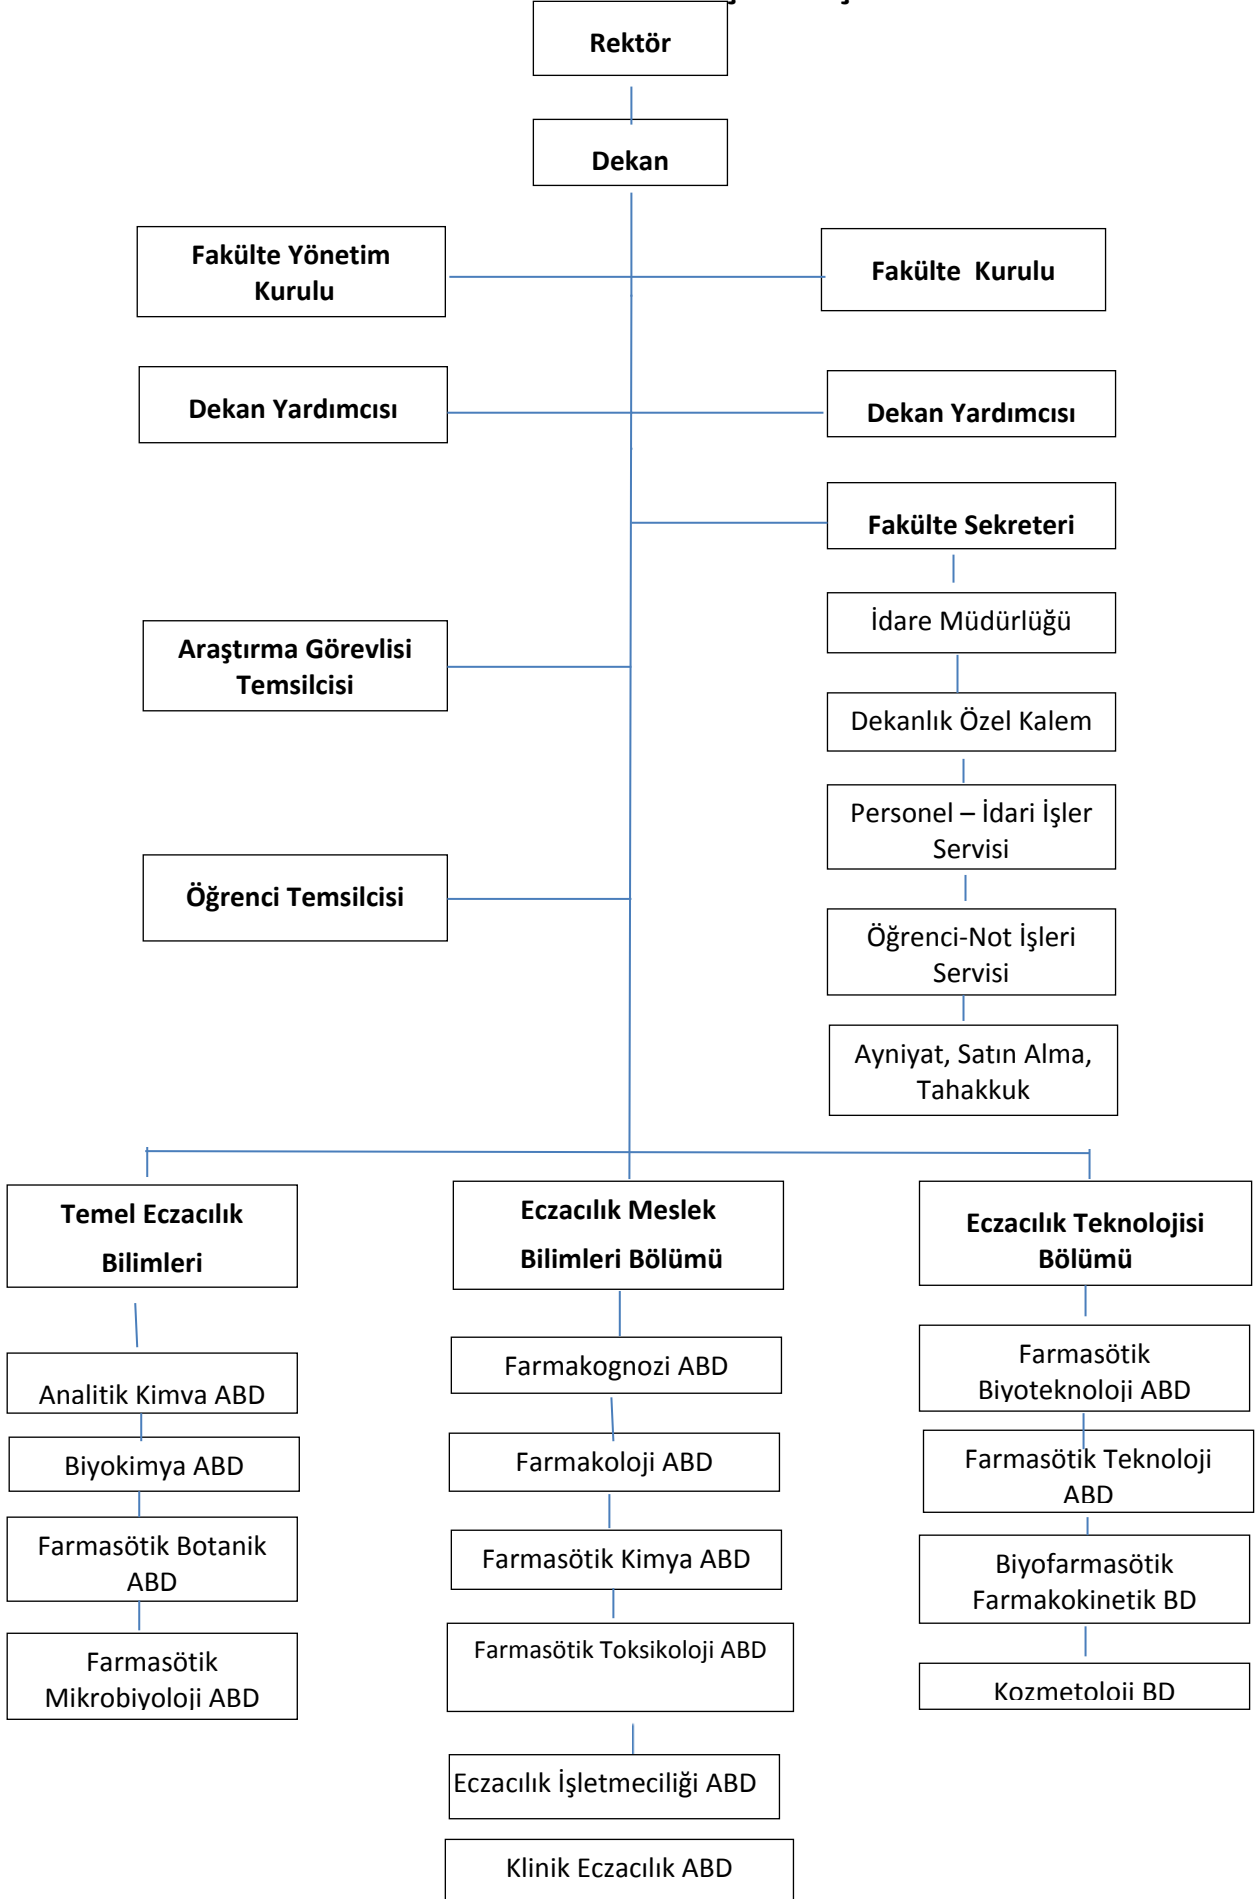 Rektör
Dekan
Fakülte Yönetim
Kurulu
Fakülte Kurulu
Dekan Yardımcısı
Dekan Yardımcısı
Fakülte Sekreteri
İdare Müdürlüğü
Araştırma Görevlisi
Temsilcisi
Dekanlık Özel Kalem
Personel – İdari İşler
Servisi
Öğrenci Temsilcisi
Öğrenci-Not İşleri
Servisi
Ayniyat, Satın Alma,
Tahakkuk
Temel Eczacılık
Bilimleri
Analitik Kimya ABD
Biyokimya ABD
Farmasötik Botanik
ABD
Farmasötik
Mikrobiyoloji ABD
Eczacılık Meslek
Bilimleri Bölümü
Farmakognozi ABD
Farmakoloji ABD
Farmasötik Kimya ABD
Farmasötik Toksikoloji ABD
Eczacılık İşletmeciliği ABD
Klinik Eczacılık ABD
Eczacılık Teknolojisi
Bölümü
Farmasötik
Biyoteknoloji ABD
Farmasötik Teknoloji
ABD
Biyofarmasötik
Farmakokinetik BD
Kozmetoloji BD